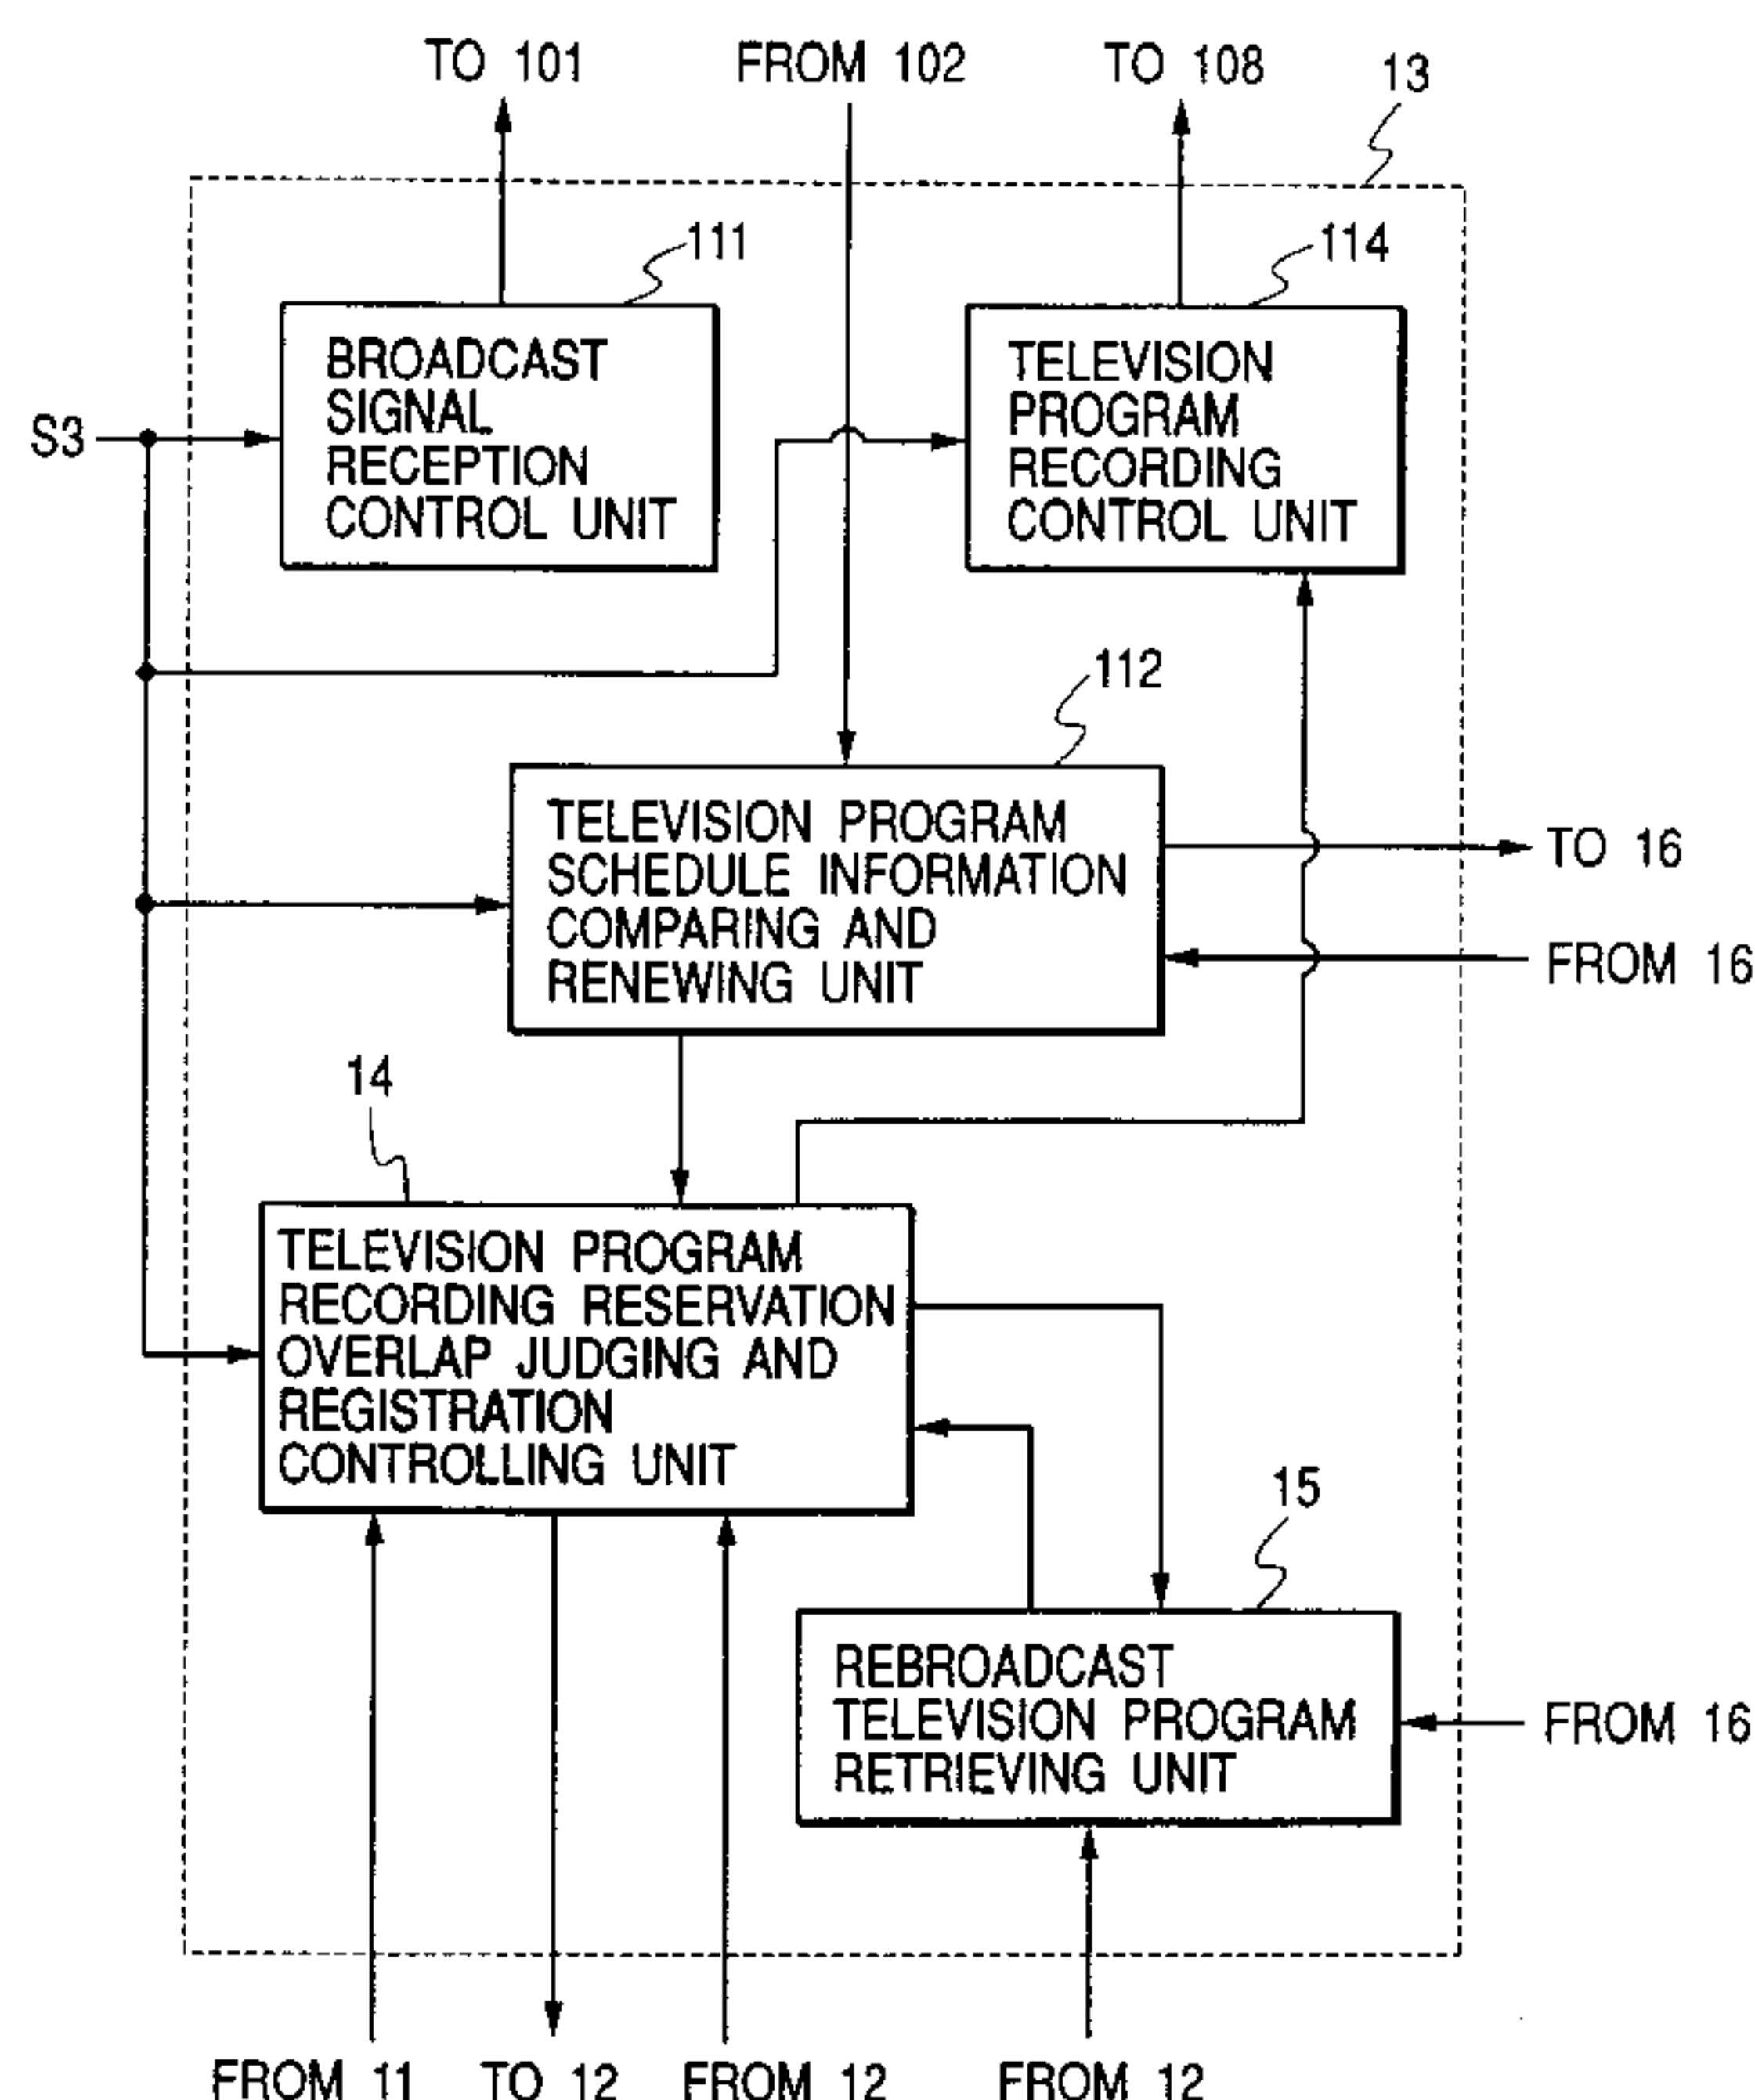 TO 101
FROM 102
TO 108
13
111
114
BROADCAST
SIGNAL
RECEPTION
CONTROL UNIT
TELEVISION
PROGRAM
RECORDING
CONTROL UNIT
S3
112
TELEVISION PROGRAM
SCHEDULE INFORMATION
COMPARING AND
RENEWING UNIT
TO 16
FROM 16
14
TELEVISION PROGRAM
RECORDING RESERVATION
OVERLAP JUDGING AND
REGISTRATION
CONTROLLING UNIT
15
REBROADCAST
TELEVISION PROGRAM
RETRIEVING UNIT
FROM 16
FROM 11
TO 12
FROM 12
FROM 12